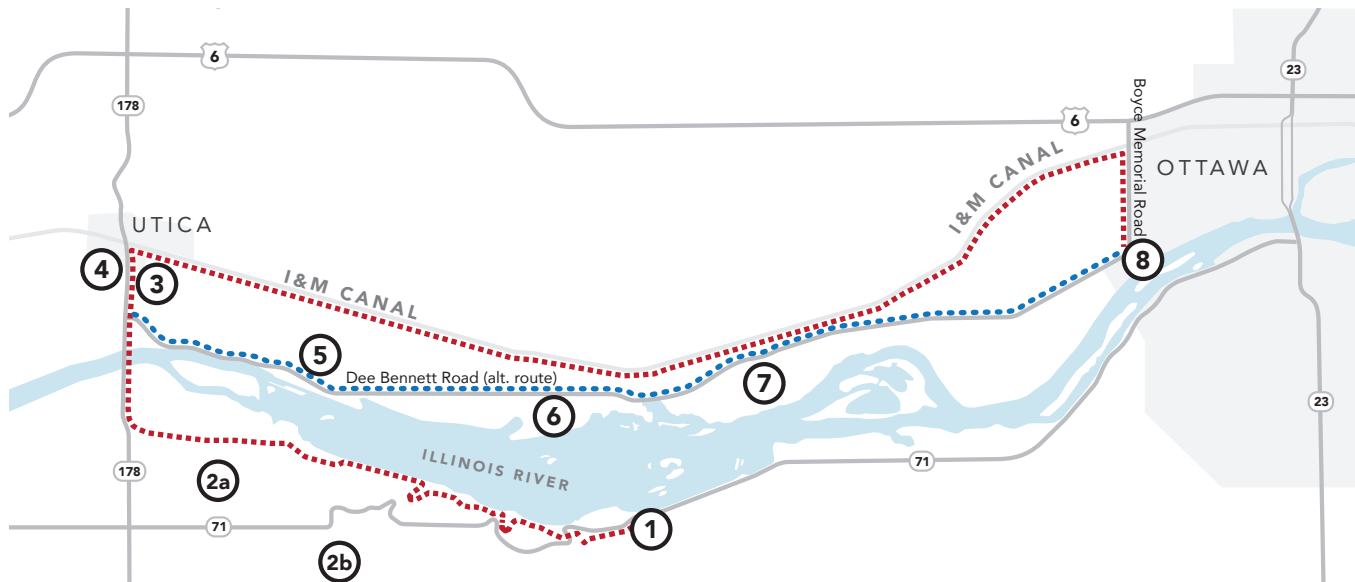 6
23
178
6
Boyce Memorial Road
I&M CANAL
OTTAWA
UTICA
4
3
8
I&M CANAL
5
Dee Bennett Road (alt. route)
7
6
23
ILLINOIS RIVER
71
178
2a
71
1
2b